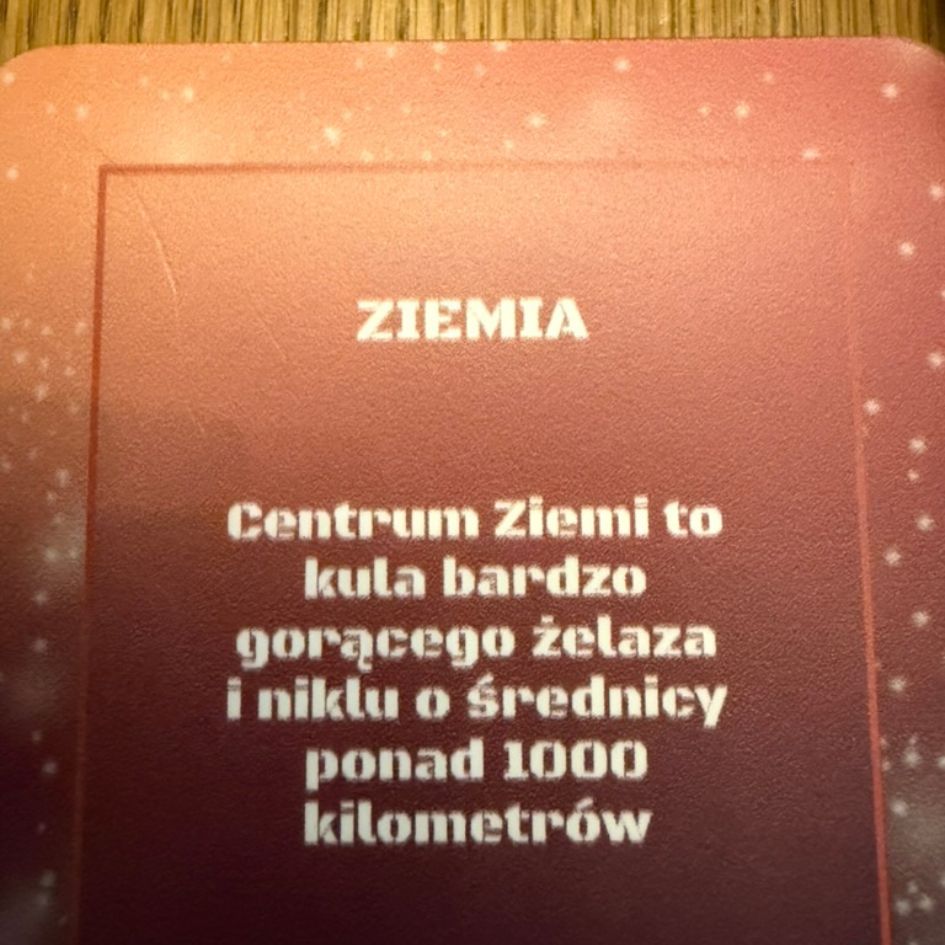 ZIEMIA
Centrum Ziemi to
kula bardzo
gorącego żelaza
i niklu o średnicy
ponad 1000
kilometrów